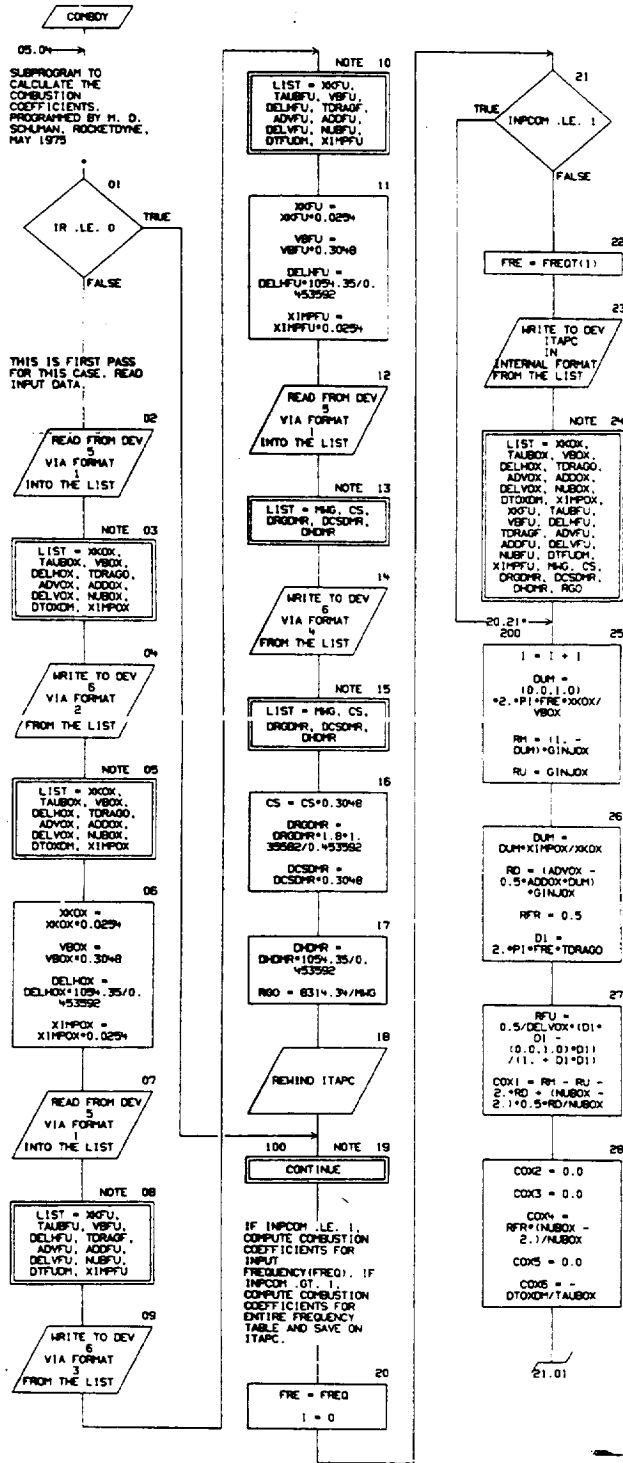 COMBDY
05.04
SUBPROGRAM TO
CALCULATE THE
COMBUSTION
COEFFICIENTS.
PROGRAMMED BY M. D.
SCHUMAN, ROCKETDYNE,
MAY 1975
01
IR .LE. 0
TRUE
FALSE
THIS IS FIRST PASS
FOR THIS CASE. READ
INPUT DATA.
02
READ FROM DEV
5
VIA FORMAT
1
INTO THE LIST
NOTE 03
LIST = XKOX,
TAUBOX, VBOX,
DELHOX, TDRAGO,
ADVOX, ADDOX,
DELVOX, NUBOX,
DTOXDM, XIMPOX
04
WRITE TO DEV
6
VIA FORMAT
2
FROM THE LIST
NOTE 05
LIST = XKOX,
TAUBOX, VBOX,
DELHOX, TDRAGO,
ADVOX, ADDOX,
DELVOX, NUBOX,
DTOXDM, XIMPOX
06
XKOX =
XKOX*0.0254
VBOX =
VBOX*0.3048
DELHOX =
DELHOX*1054.35/0.
453592
XIMPOX =
XIMPOX*0.0254
07
READ FROM DEV
5
VIA FORMAT
1
INTO THE LIST
NOTE 08
LIST = XKFU,
TAUBFU, VBFU,
DELHFU, TDRAGF,
ADVFU, ADDFU,
DELVFU, NUBFU,
DTFUDM, XIMPFU
09
WRITE TO DEV
6
VIA FORMAT
3
FROM THE LIST
NOTE 10
LIST = XKFU,
TAUBFU, VBFU,
DELHFU, TDRAGF,
ADVFU, ADDFU,
DELVFU, NUBFU,
DTFUDM, XIMPFU
11
XKFU =
XKFU*0.0254
VBFU =
VBFU*0.3048
DELHFU =
DELHFU*1054.35/0.
453592
XIMPFU =
XIMPFU*0.0254
12
READ FROM DEV
5
VIA FORMAT
1
INTO THE LIST
NOTE 13
LIST = MWG, CS,
DRGDMR, DCSDMR,
DHDMR
14
WRITE TO DEV
6
VIA FORMAT
4
FROM THE LIST
NOTE 15
LIST = MWG, CS,
DRGDMR, DCSDMR,
DHDMR
16
CS = CS*0.3048
DRGDMR =
DRGDMR*1.8*1.
35582/0.453592
DCSDMR =
DCSDMR*0.3048
17
DHDMR =
DHDMR*1054.35/0.
453592
RGO = 8314.34/MWG
18
REWIND ITAPC
100 NOTE 19
CONTINUE
IF INPCOM .LE. 1,
COMPUTE COMBUSTION
COEFFICIENTS FOR
INPUT
FREQUENCY(FREQ). IF
INPCOM .GT. 1,
COMPUTE COMBUSTION
COEFFICIENTS FOR
ENTIRE FREQUENCY
TABLE AND SAVE ON
ITAPC.
20
FRE = FREQ
I = 0
21
INPCOM .LE. 1
TRUE
FALSE
22
FRE = FREQT(1)
23
WRITE TO DEV
ITAPC
IN
INTERNAL FORMAT
FROM THE LIST
NOTE 24
LIST = XKOX,
TAUBOX, VBOX,
DELHOX, TDRAGO,
ADVOX, ADDOX,
DELVOX, NUBOX,
DTOXDM, XIMPOX,
XKFU, TAUBFU,
VBFU, DELHFU,
TDRAGF, ADVFU,
ADDFU, DELVFU,
NUBFU, DTFUDM,
XIMPFU, MWG, CS,
DRGDMR, DCSDMR,
DHDMR, RGO
20.21*
200 25
I = I + 1
DUM =
(0.0,1.0)
*2.*PI*FRE*XKOX/
VBOX
RM = (1. -
DUM)*GINJOX
RU = GINJOX
26
DUM =
DUM*XIMPOX/XKOX
RD = (ADVOX -
0.5*ADDOX*DUM)
*GINJOX
RFR = 0.5
D1 =
2.*PI*FRE*TDRAGO
27
RFU =
0.5/DELVOX*(D1*
D1 -
(0.0,1.0)*D1)
/(1. + D1*D1)
COX1 = RM - RU -
2.*RD + (NUBOX -
2.)*0.5*RD/NUBOX
28
COX2 = 0.0
COX3 = 0.0
COX4 =
RFR*(NUBOX -
2.)/NUBOX
COX5 = 0.0
COX6 = -
DTOXDM/TAUBOX
21.01